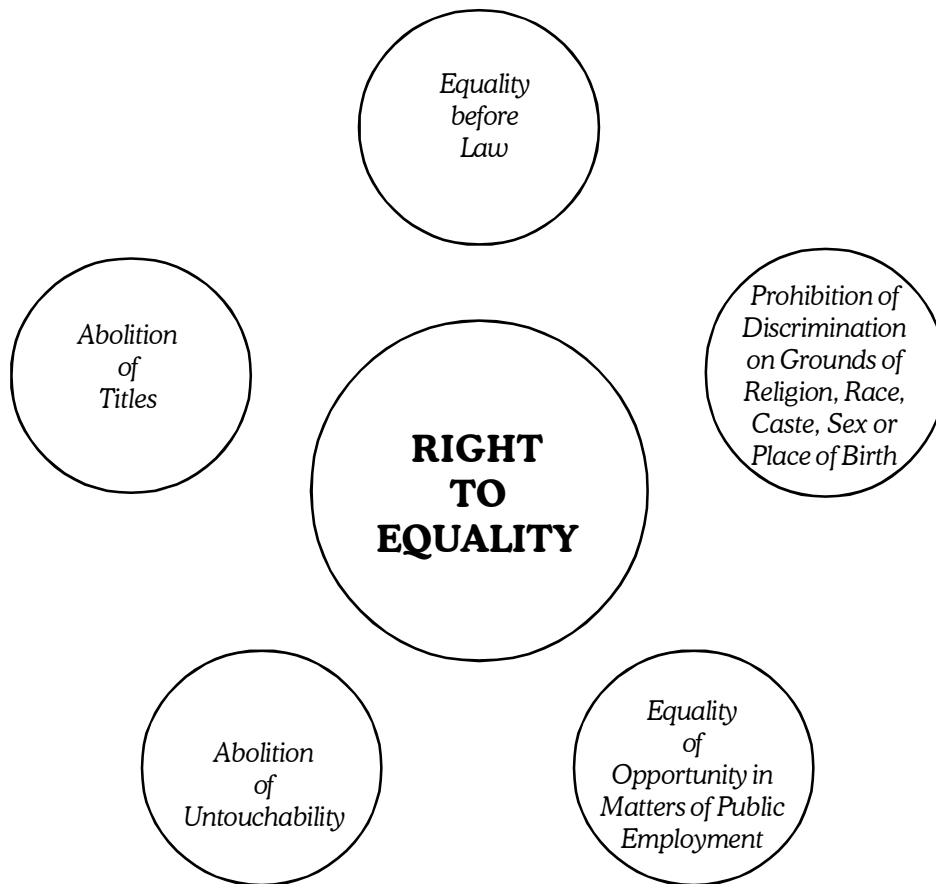 Equality
before
Law
Prohibition of
Discrimination
on Grounds of
Religion, Race,
Caste, Sex or
Place of Birth
Abolition
of
Titles
RIGHT
TO
EQUALITY
Equality
of
Opportunity in
Matters of Public
Employment
Abolition
of
Untouchability